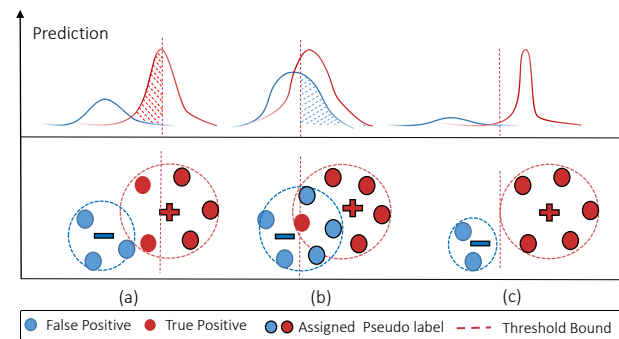 Prediction
(a) (b) (c)
False Positive True Positive Assigned Pseudo label Threshold Bound